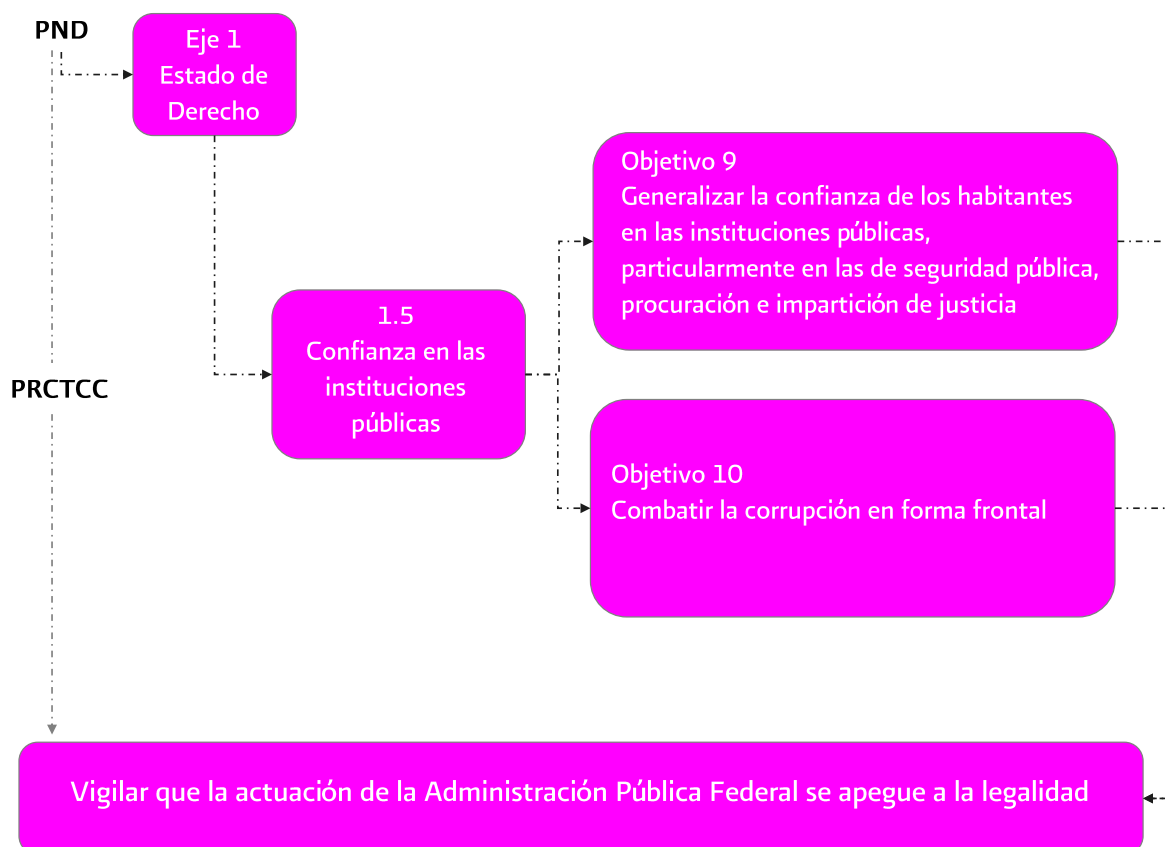 PND
Eje 1
Estado de
Derecho
Objetivo 9
Generalizar la confianza de los habitantes
en las instituciones públicas,
particularmente en las de seguridad pública,
procuración e impartición de justicia
1.5
Confianza en las
instituciones
públicas
PRCTCC
Objetivo 10
Combatir la corrupción en forma frontal
Vigilar que la actuación de la Administración Pública Federal se apegue a la legalidad